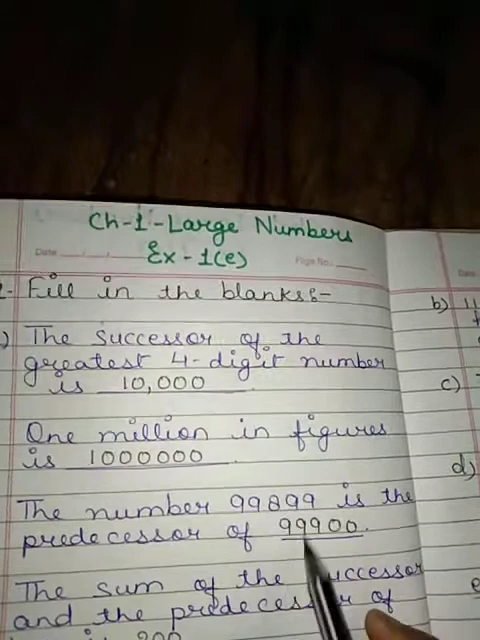 Ch-1-Large Numbers
Ex-1(e)
Date
Page No.
Fill in the blanks:-
The Successor of the
greatest 4-digit number
is 10,000
One million in figures
is 1000000
The number 99899 is the
predecessor of 99900.
The Sum of the
and the
of
b)
c)
d)
Date